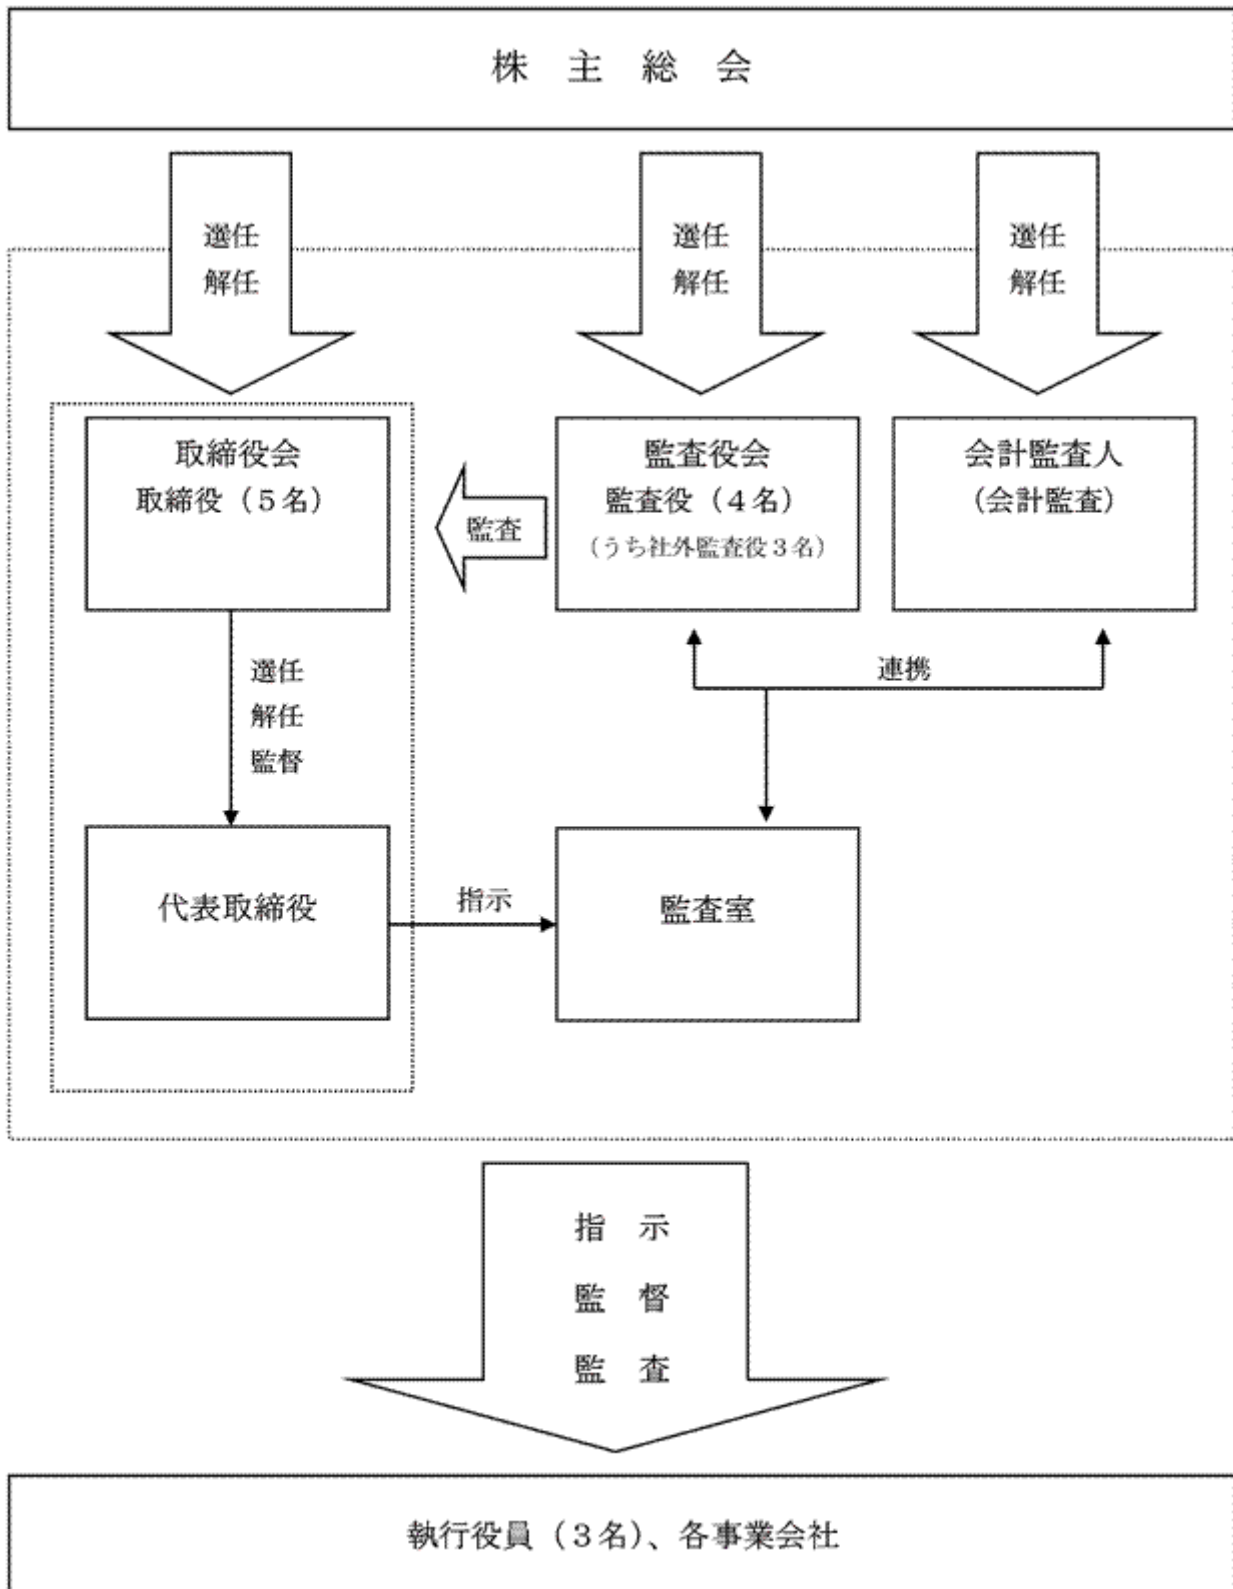 株 主 総 会
選任
解任
選任
解任
選任
解任
取締役会
取締役（５名）
監査
監査役会
監査役（４名）
（うち社外監査役３名）
会計監査人
（会計監査）
選任
解任
監督
連携
代表取締役
指示
監査室
指 示
監 督
監 査
執行役員（３名）、各事業会社